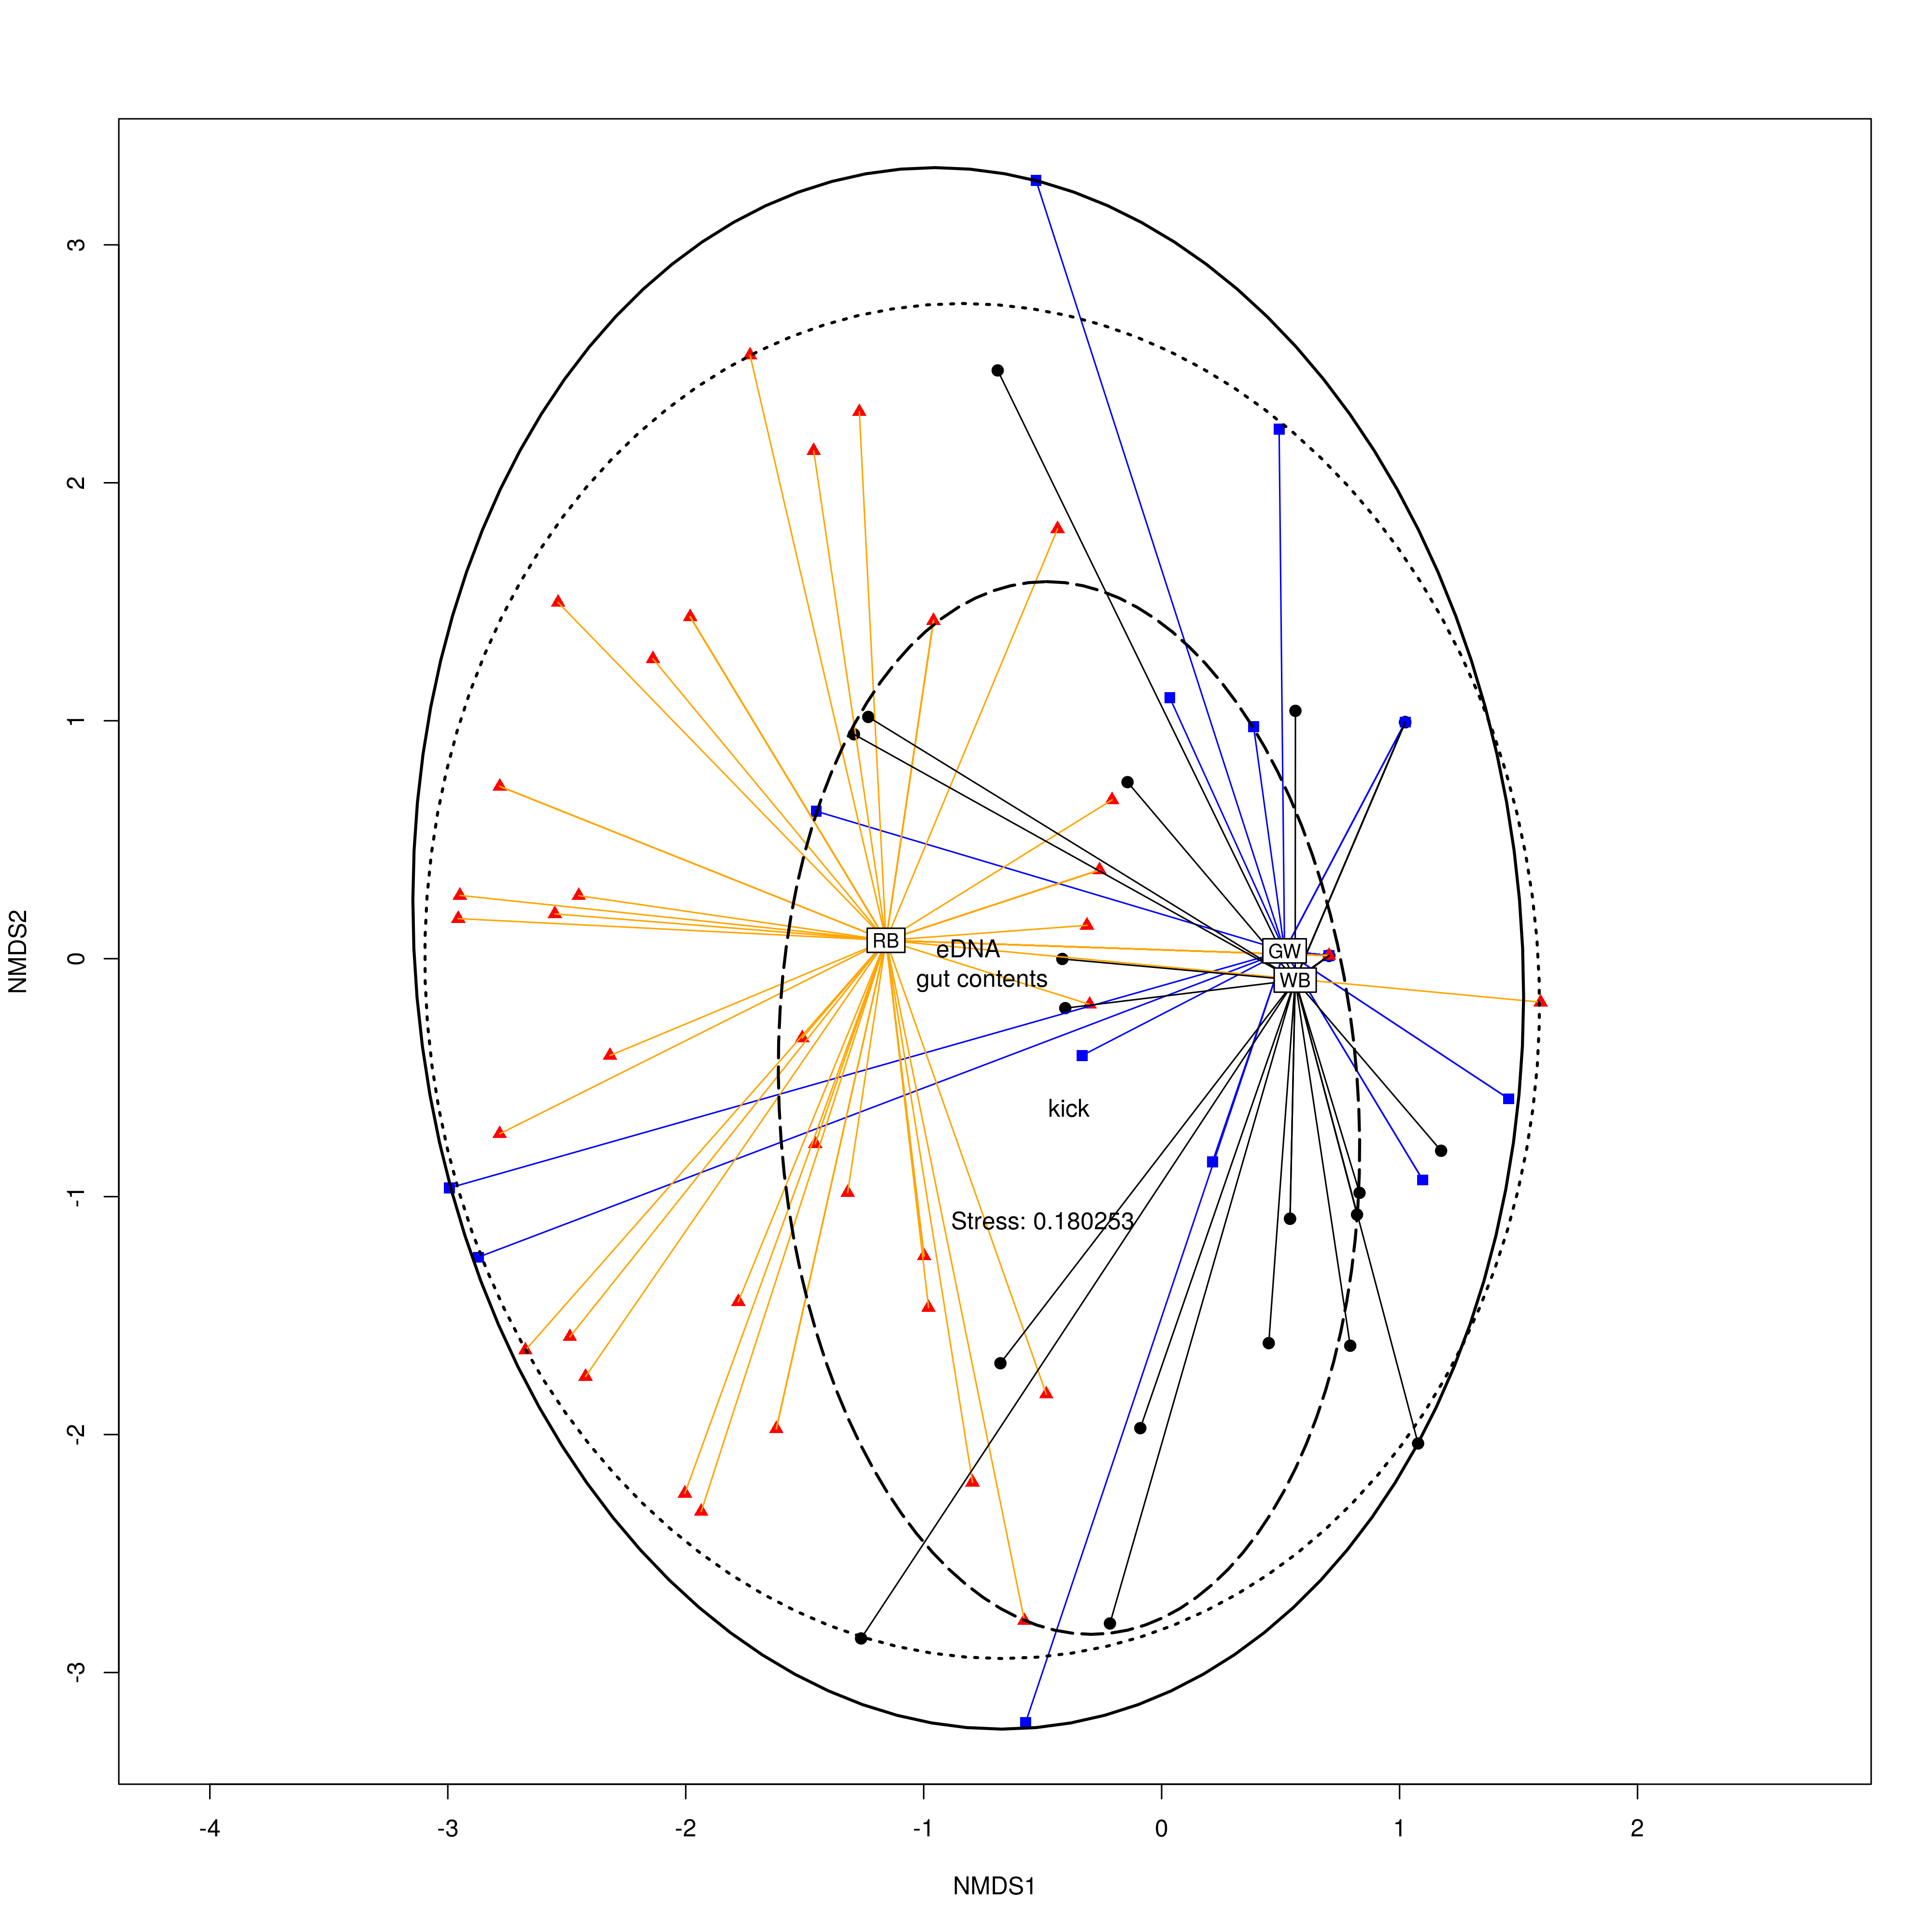 NMDS2
3
2
1
0
-1
-2
-3
RB
eDNA
GW
gut contents
WB
kick
Stress: 0.180253
-4
-3
-2
-1
0
1
2
NMDS1